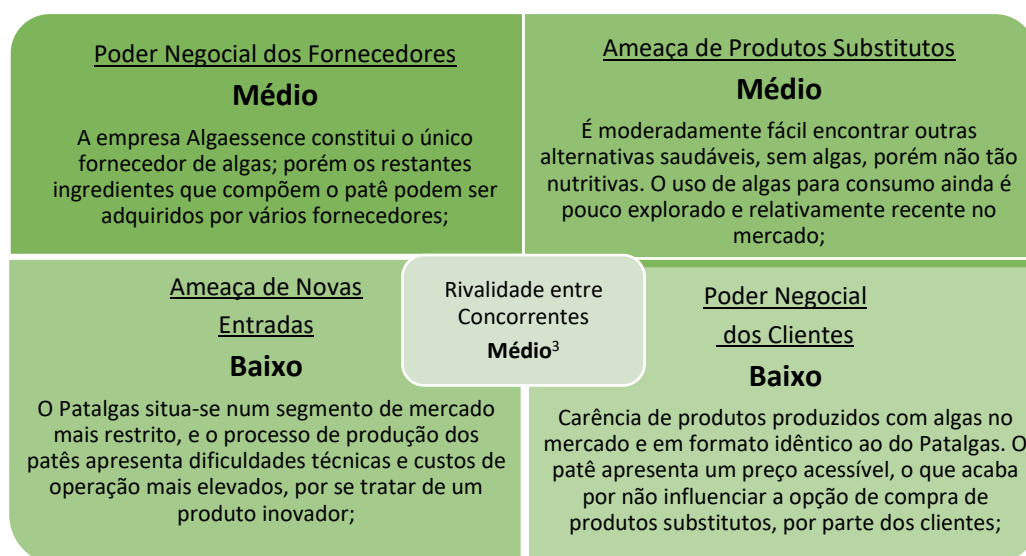 Poder Negocial dos Fornecedores
Médio
A empresa Algaessence constitui o único
fornecedor de algas; porém os restantes
ingredientes que compõem o patê podem ser
adquiridos por vários fornecedores;
Ameaça de Produtos Substitutos
Médio
É moderadamente fácil encontrar outras
alternativas saudáveis, sem algas, porém não tão
nutritivas. O uso de algas para consumo ainda é
pouco explorado e relativamente recente no
mercado;
Ameaça de Novas
Entradas
Baixo
O Patalgas situa-se num segmento de mercado
mais restrito, e o processo de produção dos
patês apresenta dificuldades técnicas e custos de
operação mais elevados, por se tratar de um
produto inovador;
Rivalidade entre
Concorrentes
Médio³
Poder Negocial
dos Clientes
Baixo
Carência de produtos produzidos com algas no
mercado e em formato idêntico ao do Patalgas. O
patê apresenta um preço acessível, o que acaba
por não influenciar a opção de compra de
produtos substitutos, por parte dos clientes;